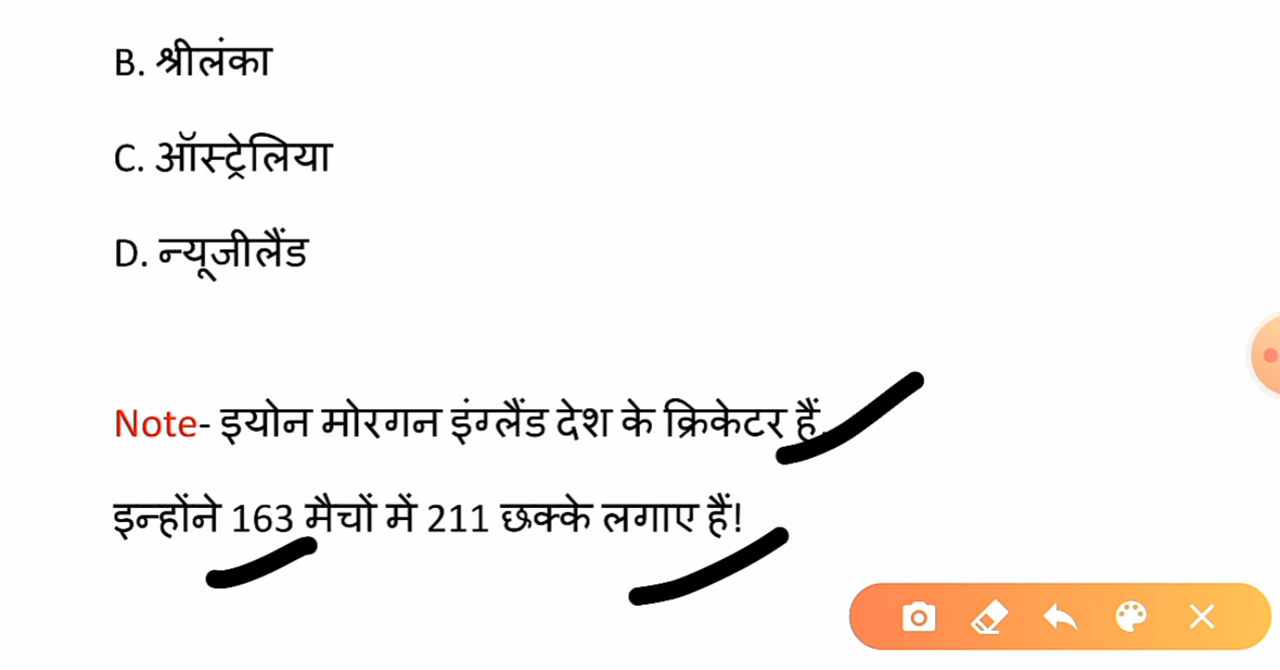 B. श्रीलंका
C. ऑस्ट्रेलिया
D. न्यूजीलैंड
Note- इयोन मोरगन इंग्लैंड देश के क्रिकेटर हैं,
इन्होंने 163 मैचों में 211 छक्के लगाए हैं!